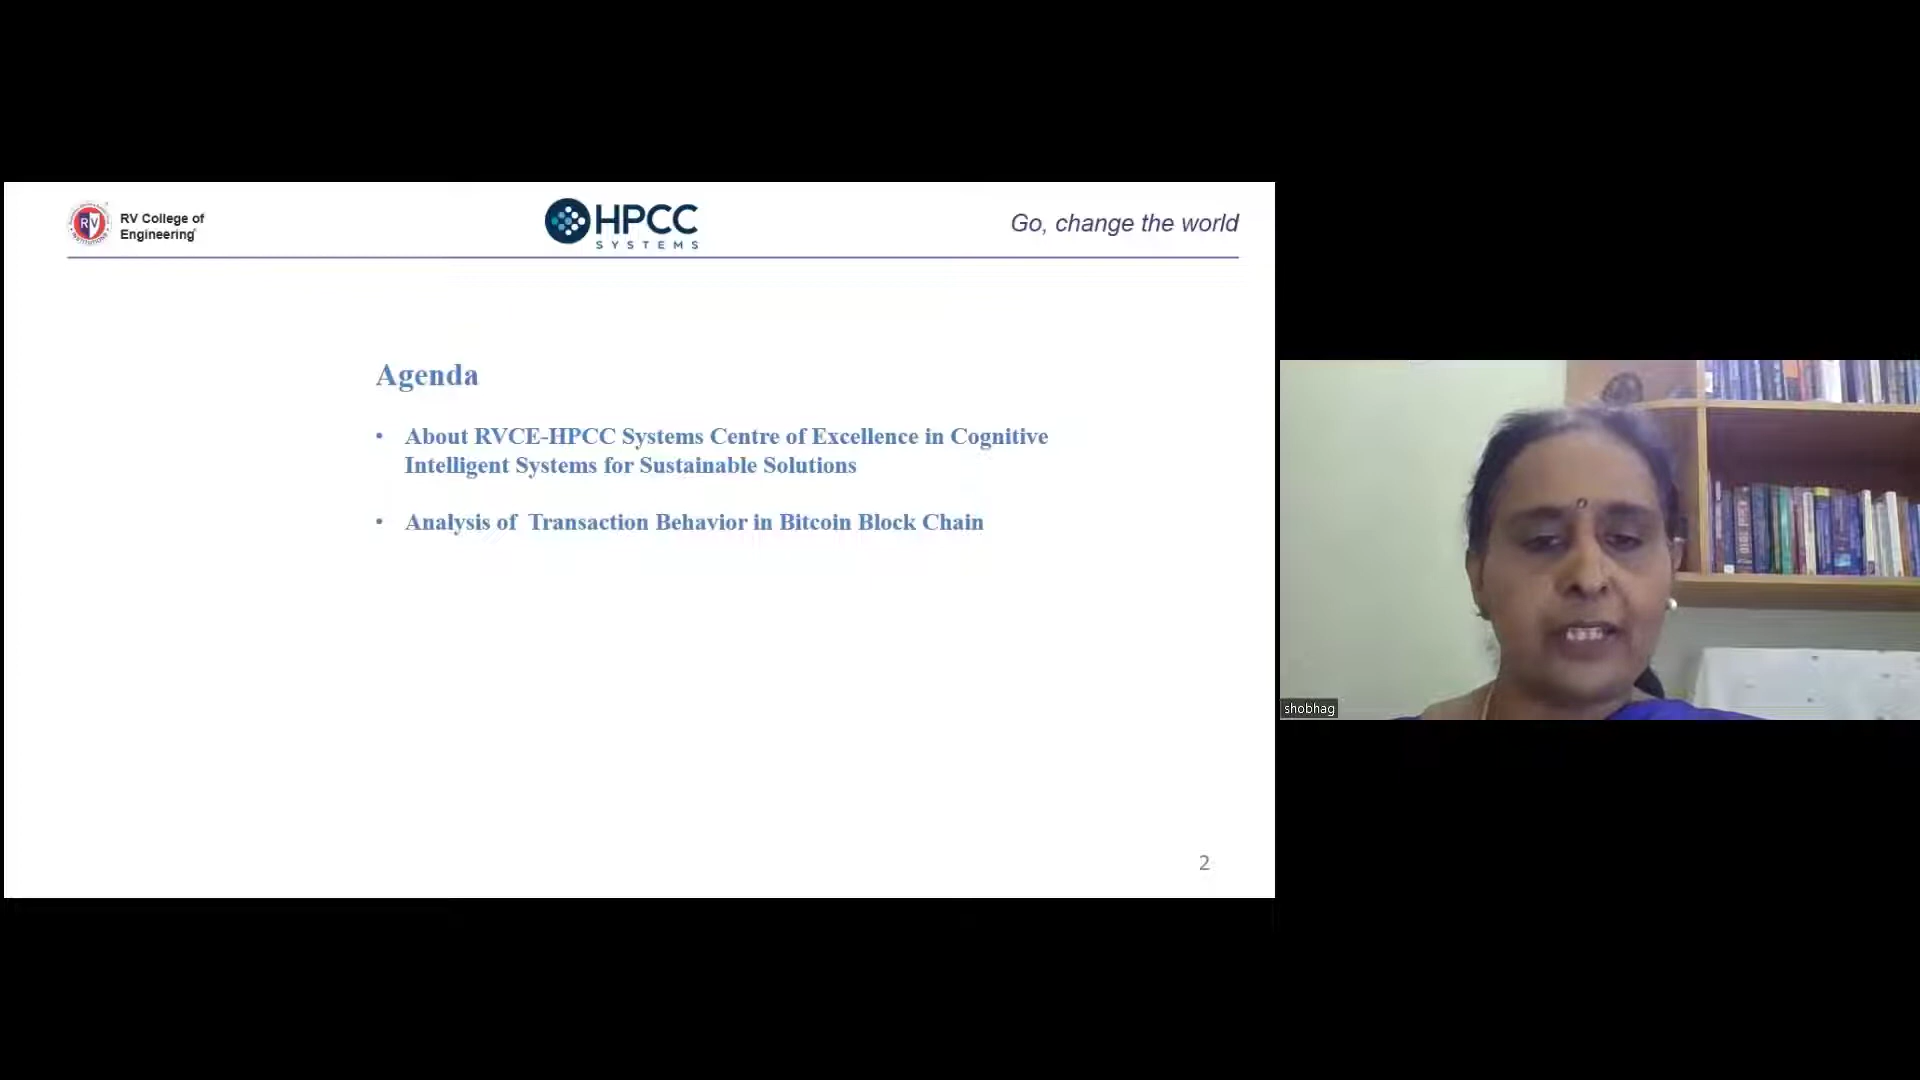 RV College of
Engineering
RV
HPCC
SYSTEMS
Go, change the world
Agenda
• About RVCE-HPCC Systems Centre of Excellence in Cognitive
Intelligent Systems for Sustainable Solutions
• Analysis of Transaction Behavior in Bitcoin Block Chain
2
shobhag